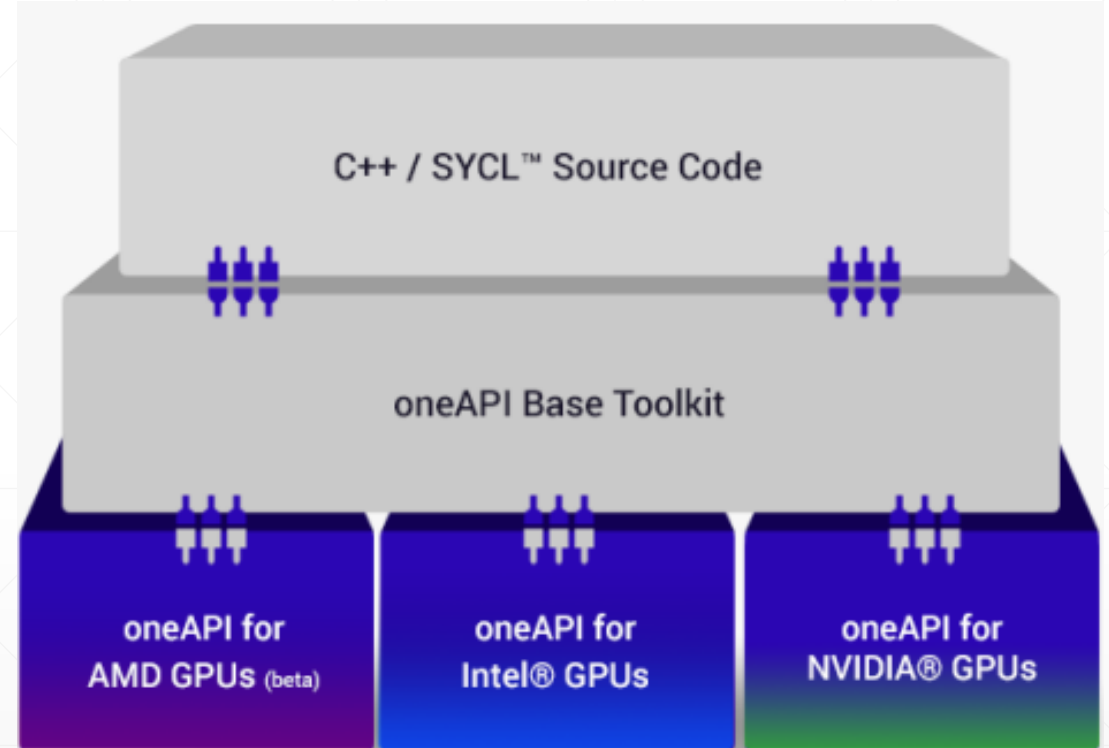 C++ / SYCL™ Source Code
oneAPI Base Toolkit
oneAPI for
AMD GPUs (beta)
oneAPI for
Intel® GPUs
oneAPI for
NVIDIA® GPUs